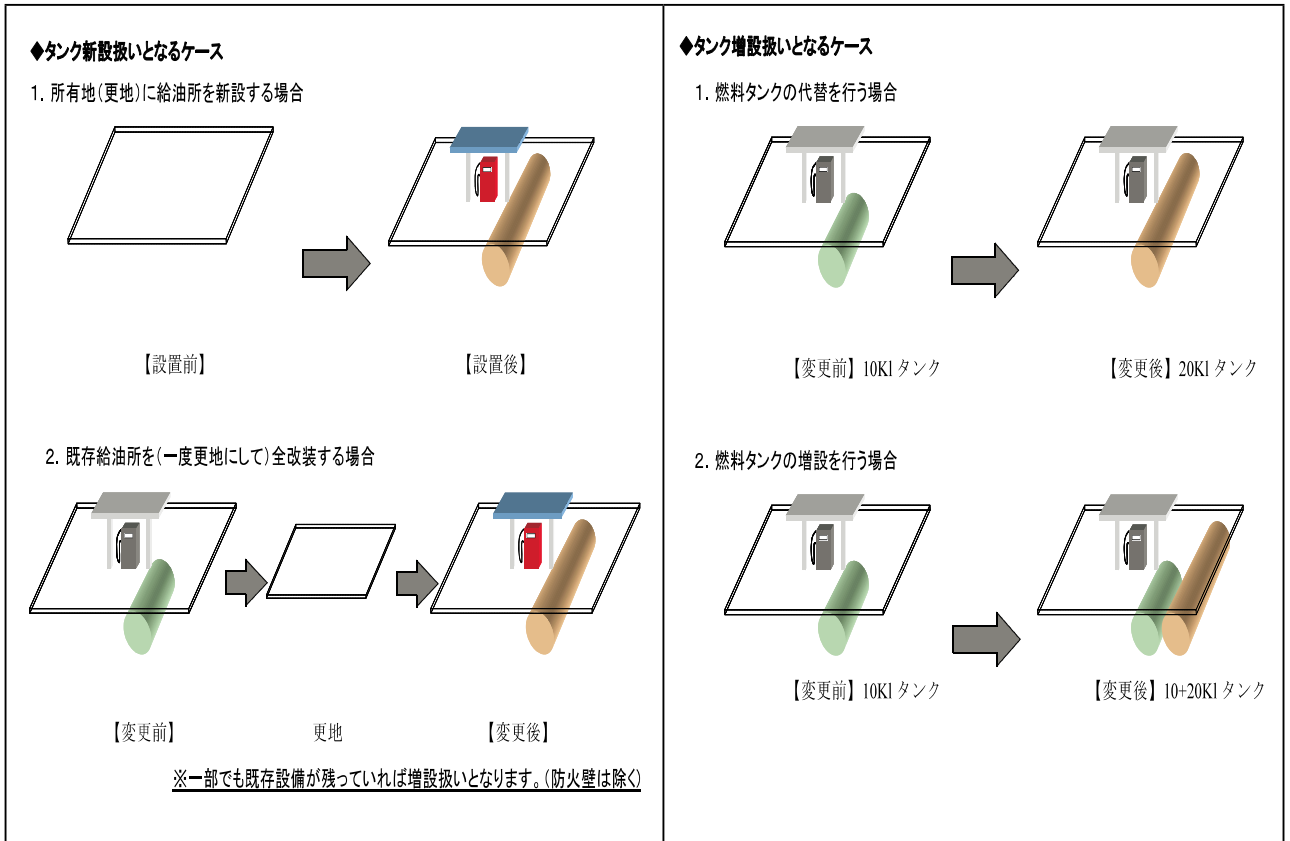 ◆タンク新設扱いとなるケース
1．所有地（更地）に給油所を新設する場合
【設置前】
【設置後】
2．既存給油所を（一度更地にして）全改装する場合
【変更前】
更地
【変更後】
※一部でも既存設備が残っていれば増設扱いとなります。（防火壁は除く）
◆タンク増設扱いとなるケース
1．燃料タンクの代替を行う場合
【変更前】10Kl タンク
【変更後】20Kl タンク
2．燃料タンクの増設を行う場合
【変更前】10Kl タンク
【変更後】10+20Kl タンク